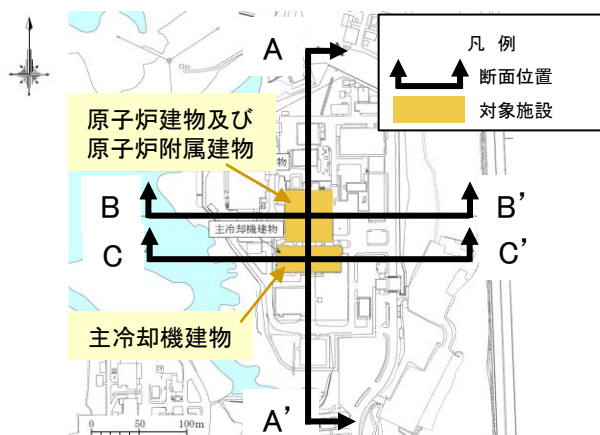 A
凡 例
断面位置
対象施設
原子炉建物及び
原子炉附属建物
物
B
B’
主冷却機建物
C
C’
主冷却機建物
A’
0 50 100m